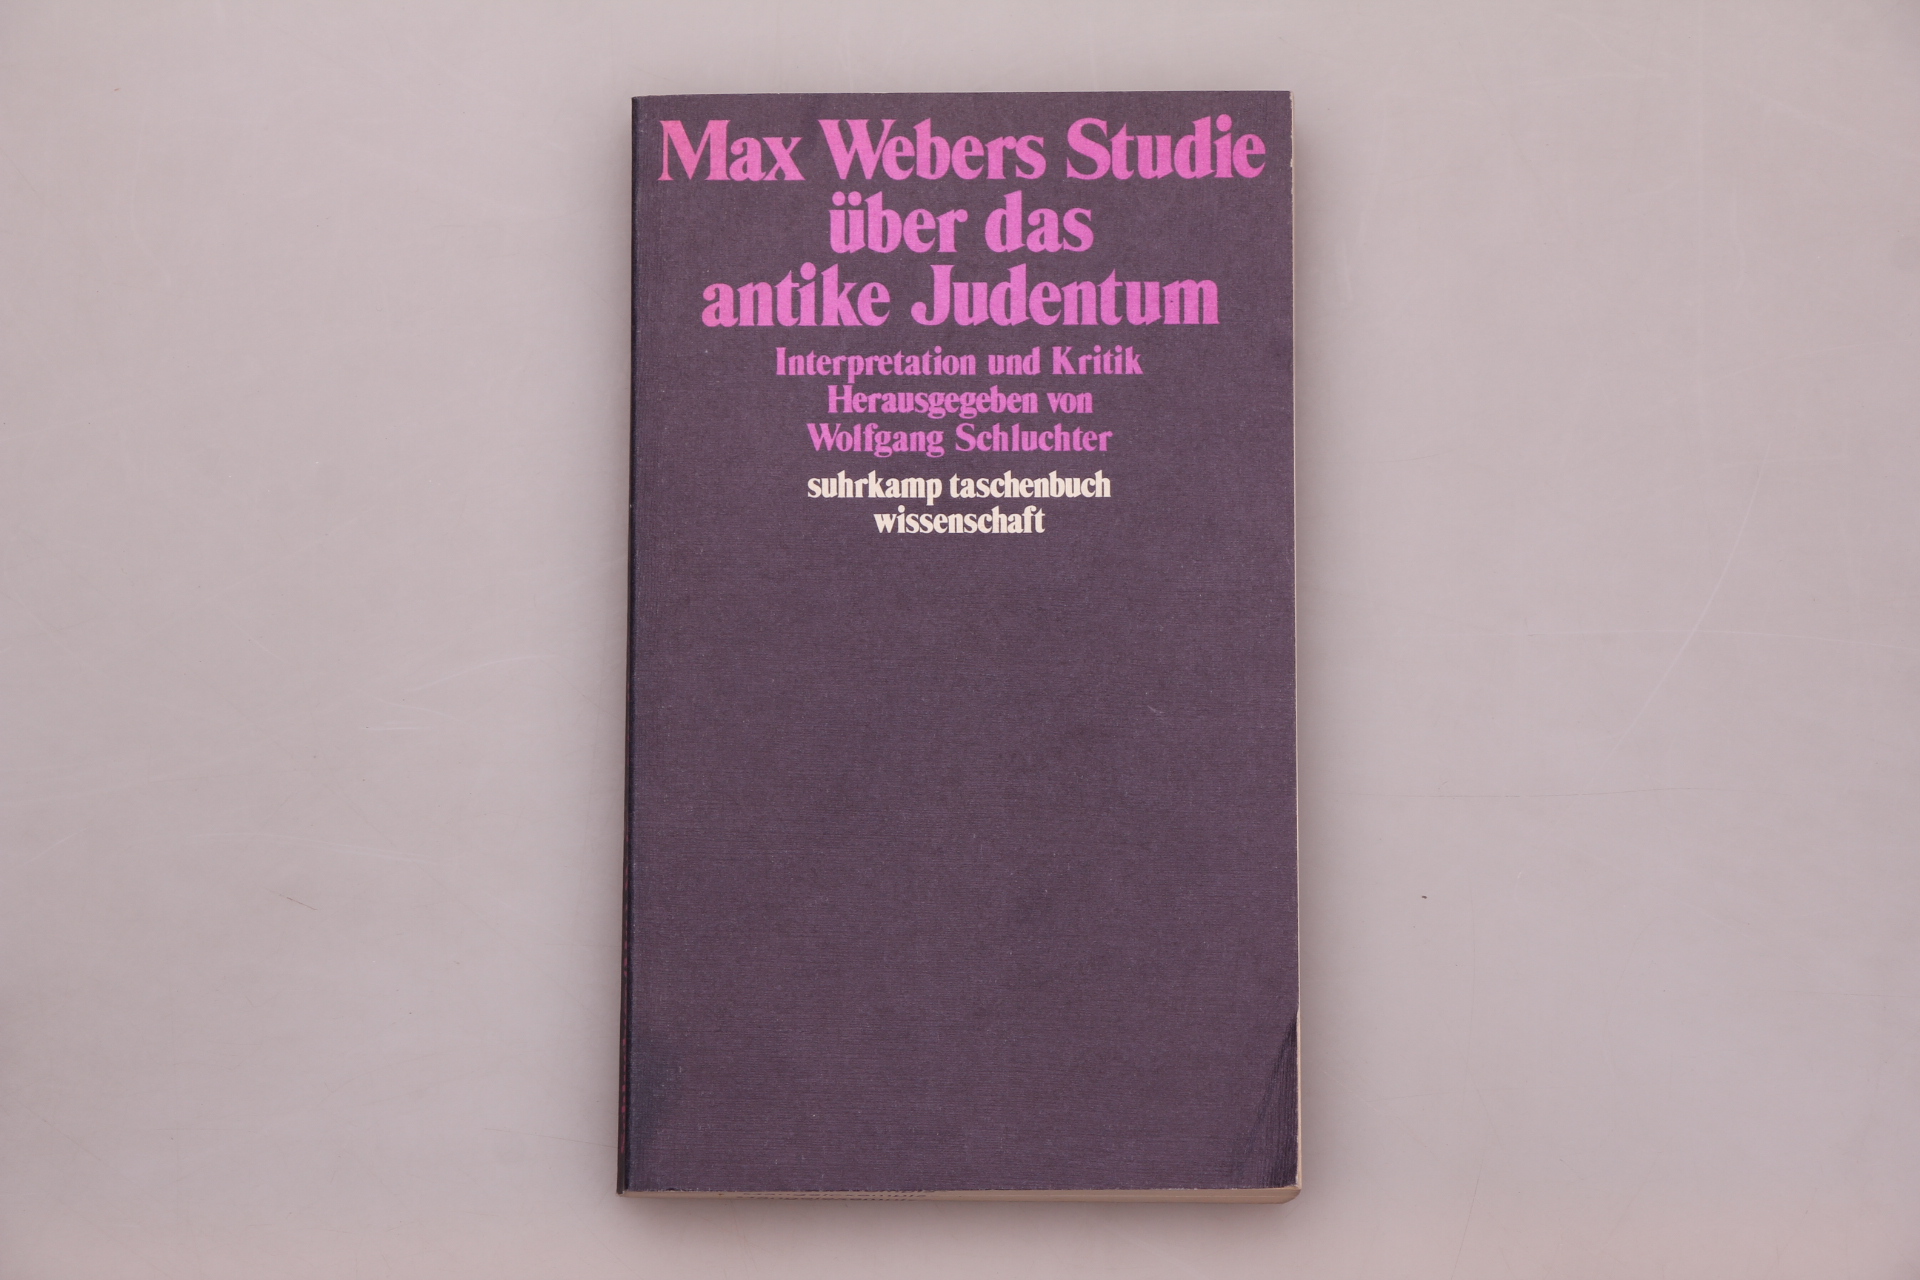 Max Webers Studie
über das
antike Judentum
Interpretation und Kritik
Herausgegeben von
Wolfgang Schluchter
suhrkamp taschenbuch
wissenschaft